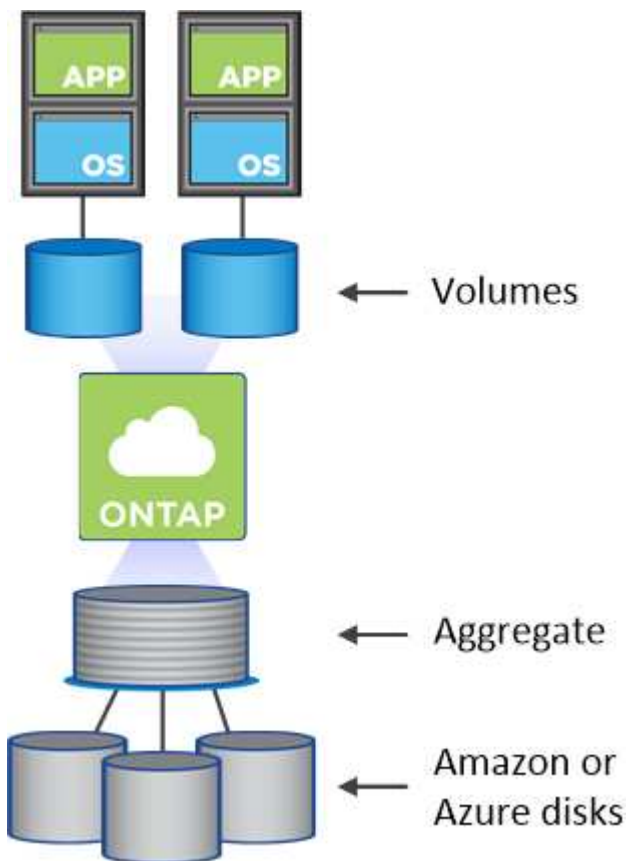 APP APP
OS OS
Volumes
ONTAP
Aggregate
Amazon or
Azure disks